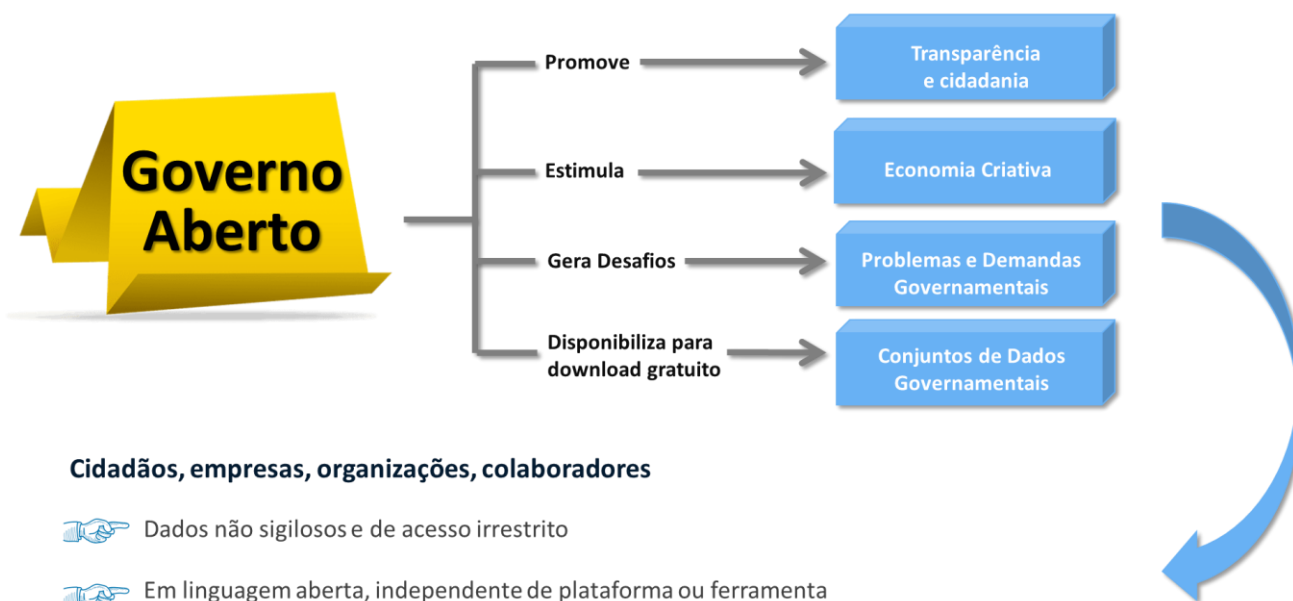 Governo
Aberto
Promove
Transparência
e cidadania
Estimula
Economia Criativa
Gera Desafios
Problemas e Demandas
Governamentais
Disponibiliza para
download gratuito
Conjuntos de Dados
Governamentais
Cidadãos, empresas, organizações, colaboradores
Dados não sigilosos e de acesso irrestrito
Em linguagem aberta, independente de plataforma ou ferramenta